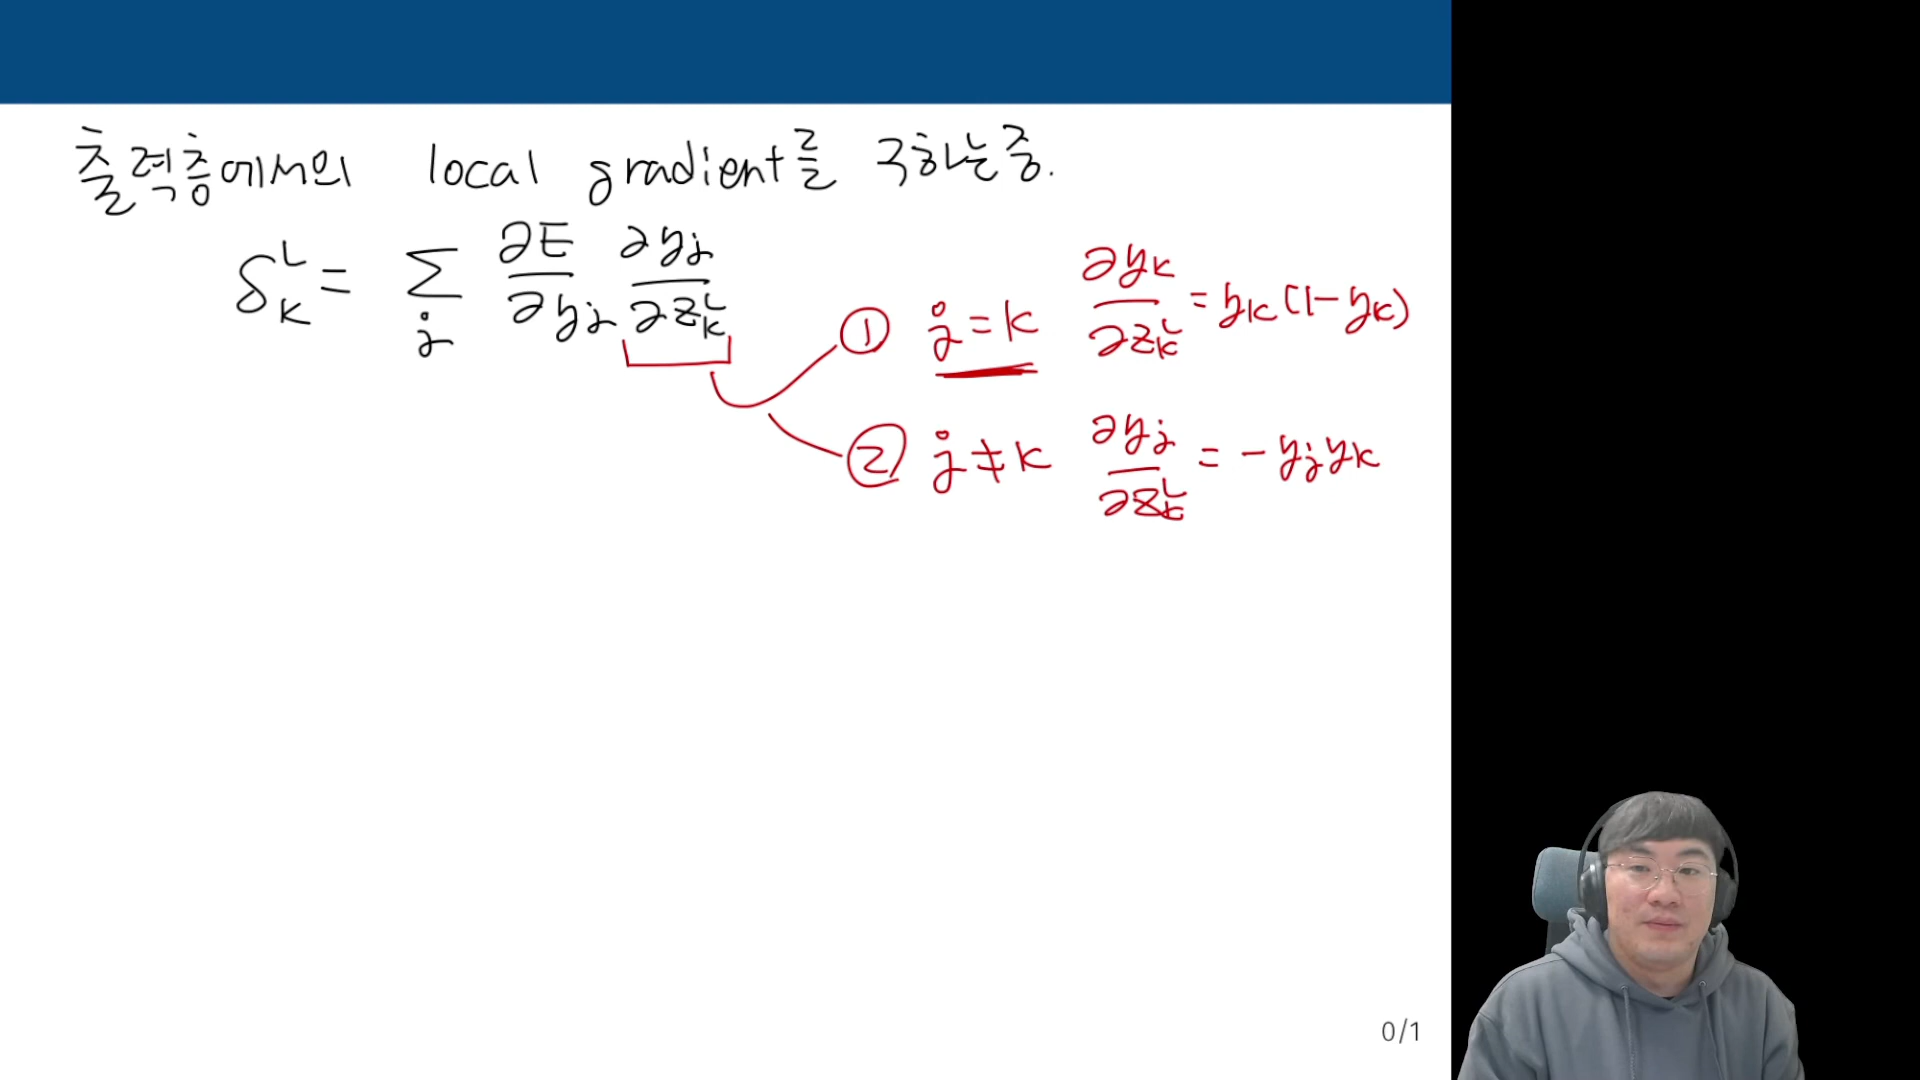 출력층에서의 local gradient를 구하는중.
δ_k^L = Σ_j ∂E/∂y_j ∂y_j/∂z_k^L
① j=k ∂y_k/∂z_k^L = y_k(1-y_k)
② j≠k ∂y_j/∂z_k^L = -y_j y_k
0/1